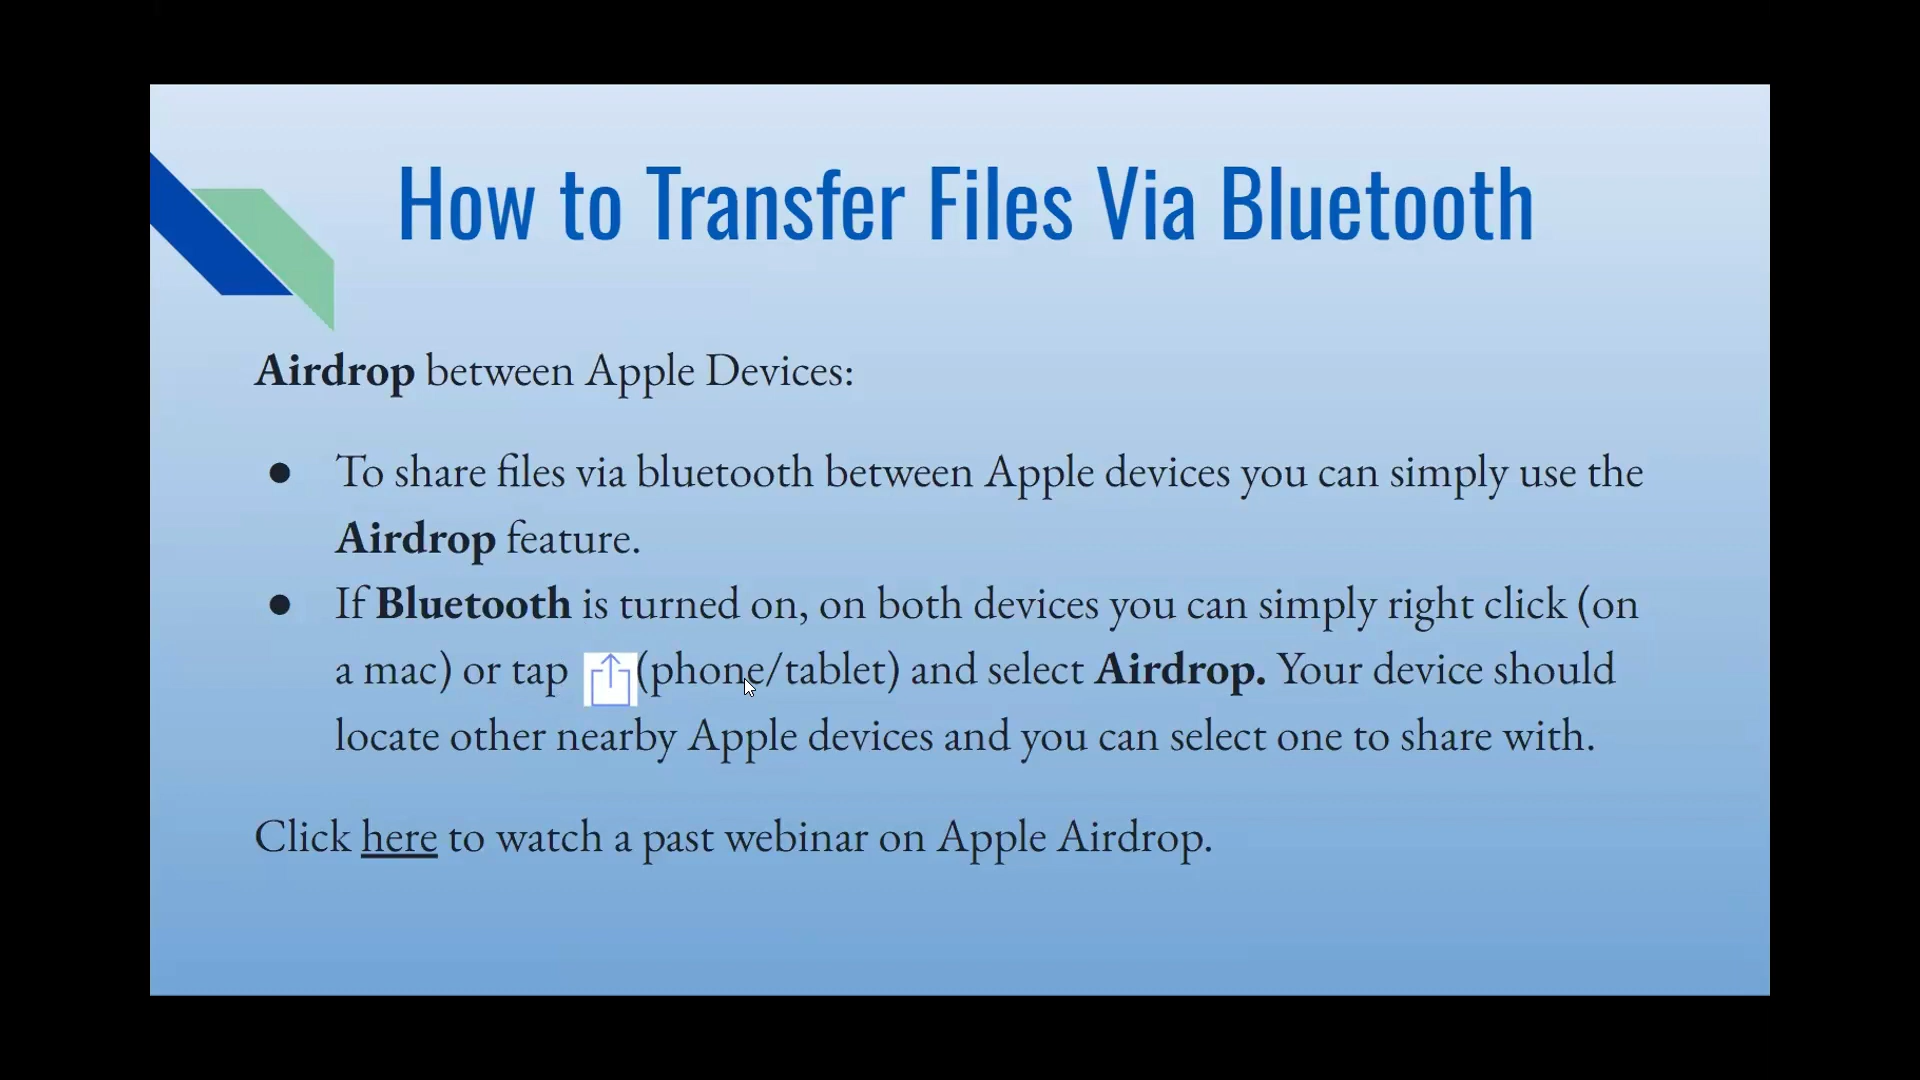 How to Transfer Files Via Bluetooth
Airdrop between Apple Devices:
● To share files via bluetooth between Apple devices you can simply use the
Airdrop feature.
● If Bluetooth is turned on, on both devices you can simply right click (on
a mac) or tap (phone/tablet) and select Airdrop. Your device should
locate other nearby Apple devices and you can select one to share with.
Click here to watch a past webinar on Apple Airdrop.